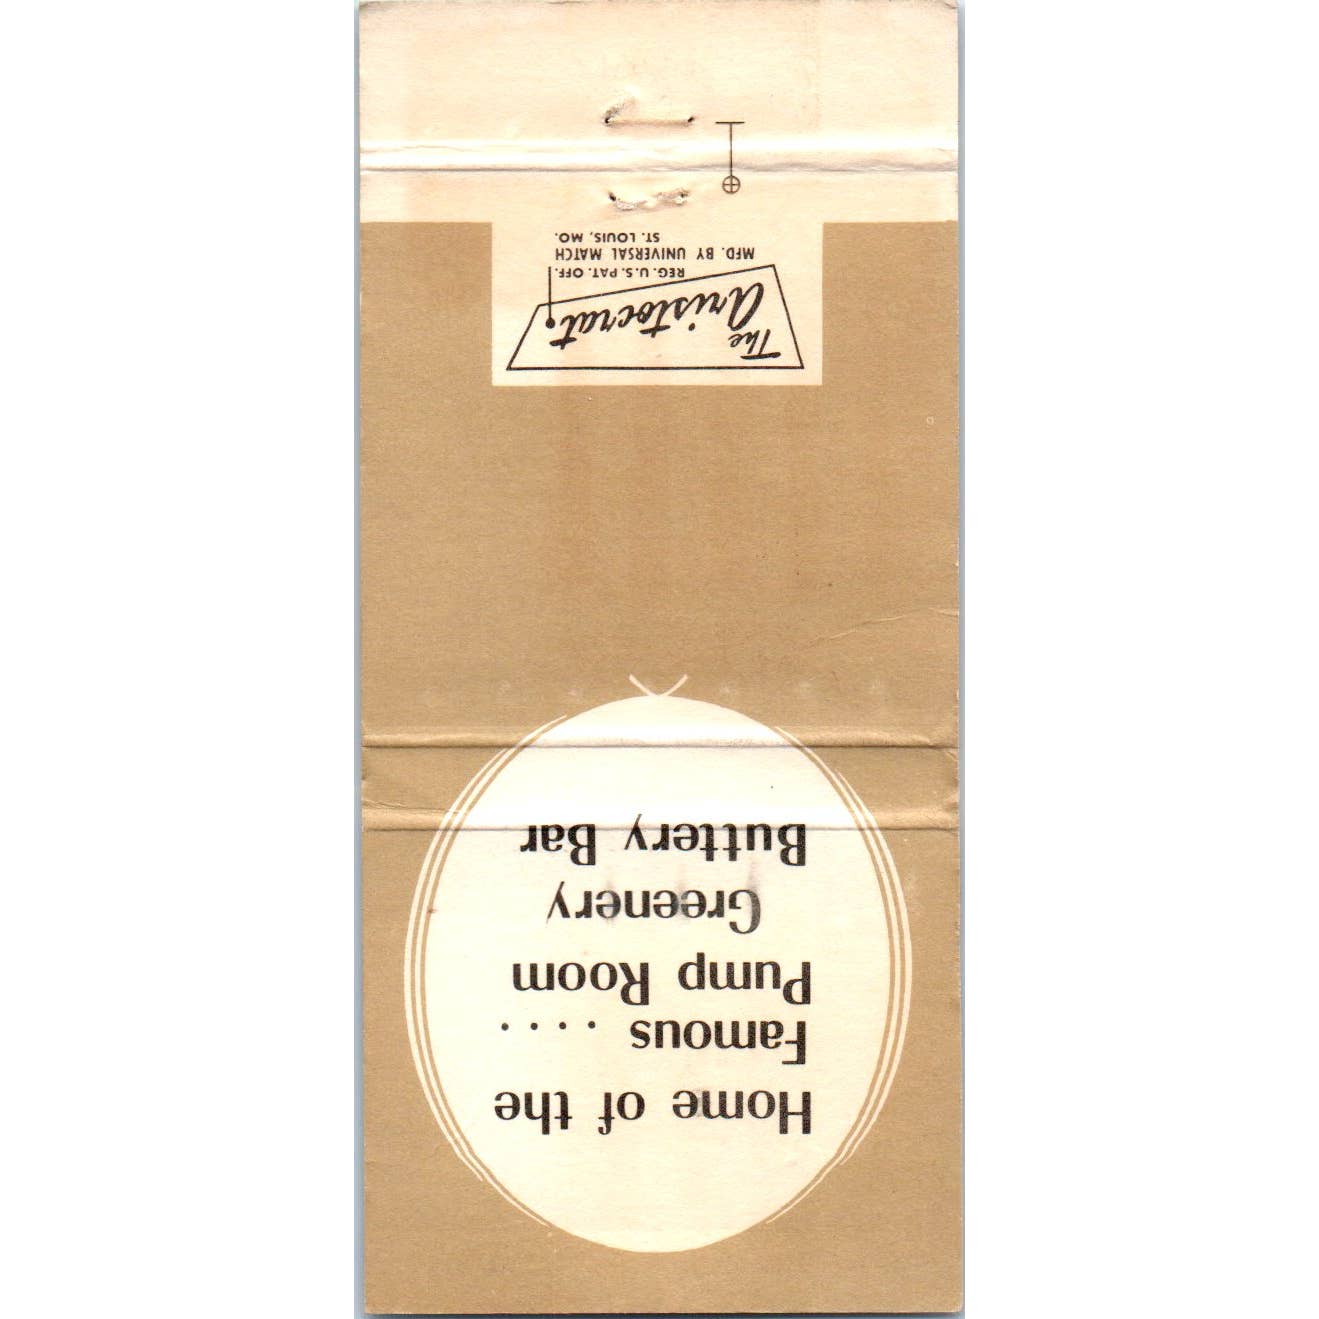 Home of the
Famous ....
Pump Room
Greenery
Buttery Bar
The
Aristocrat
REG. U.S. PAT. OFF.
MFD. BY UNIVERSAL MATCH
ST. LOUIS, MO.